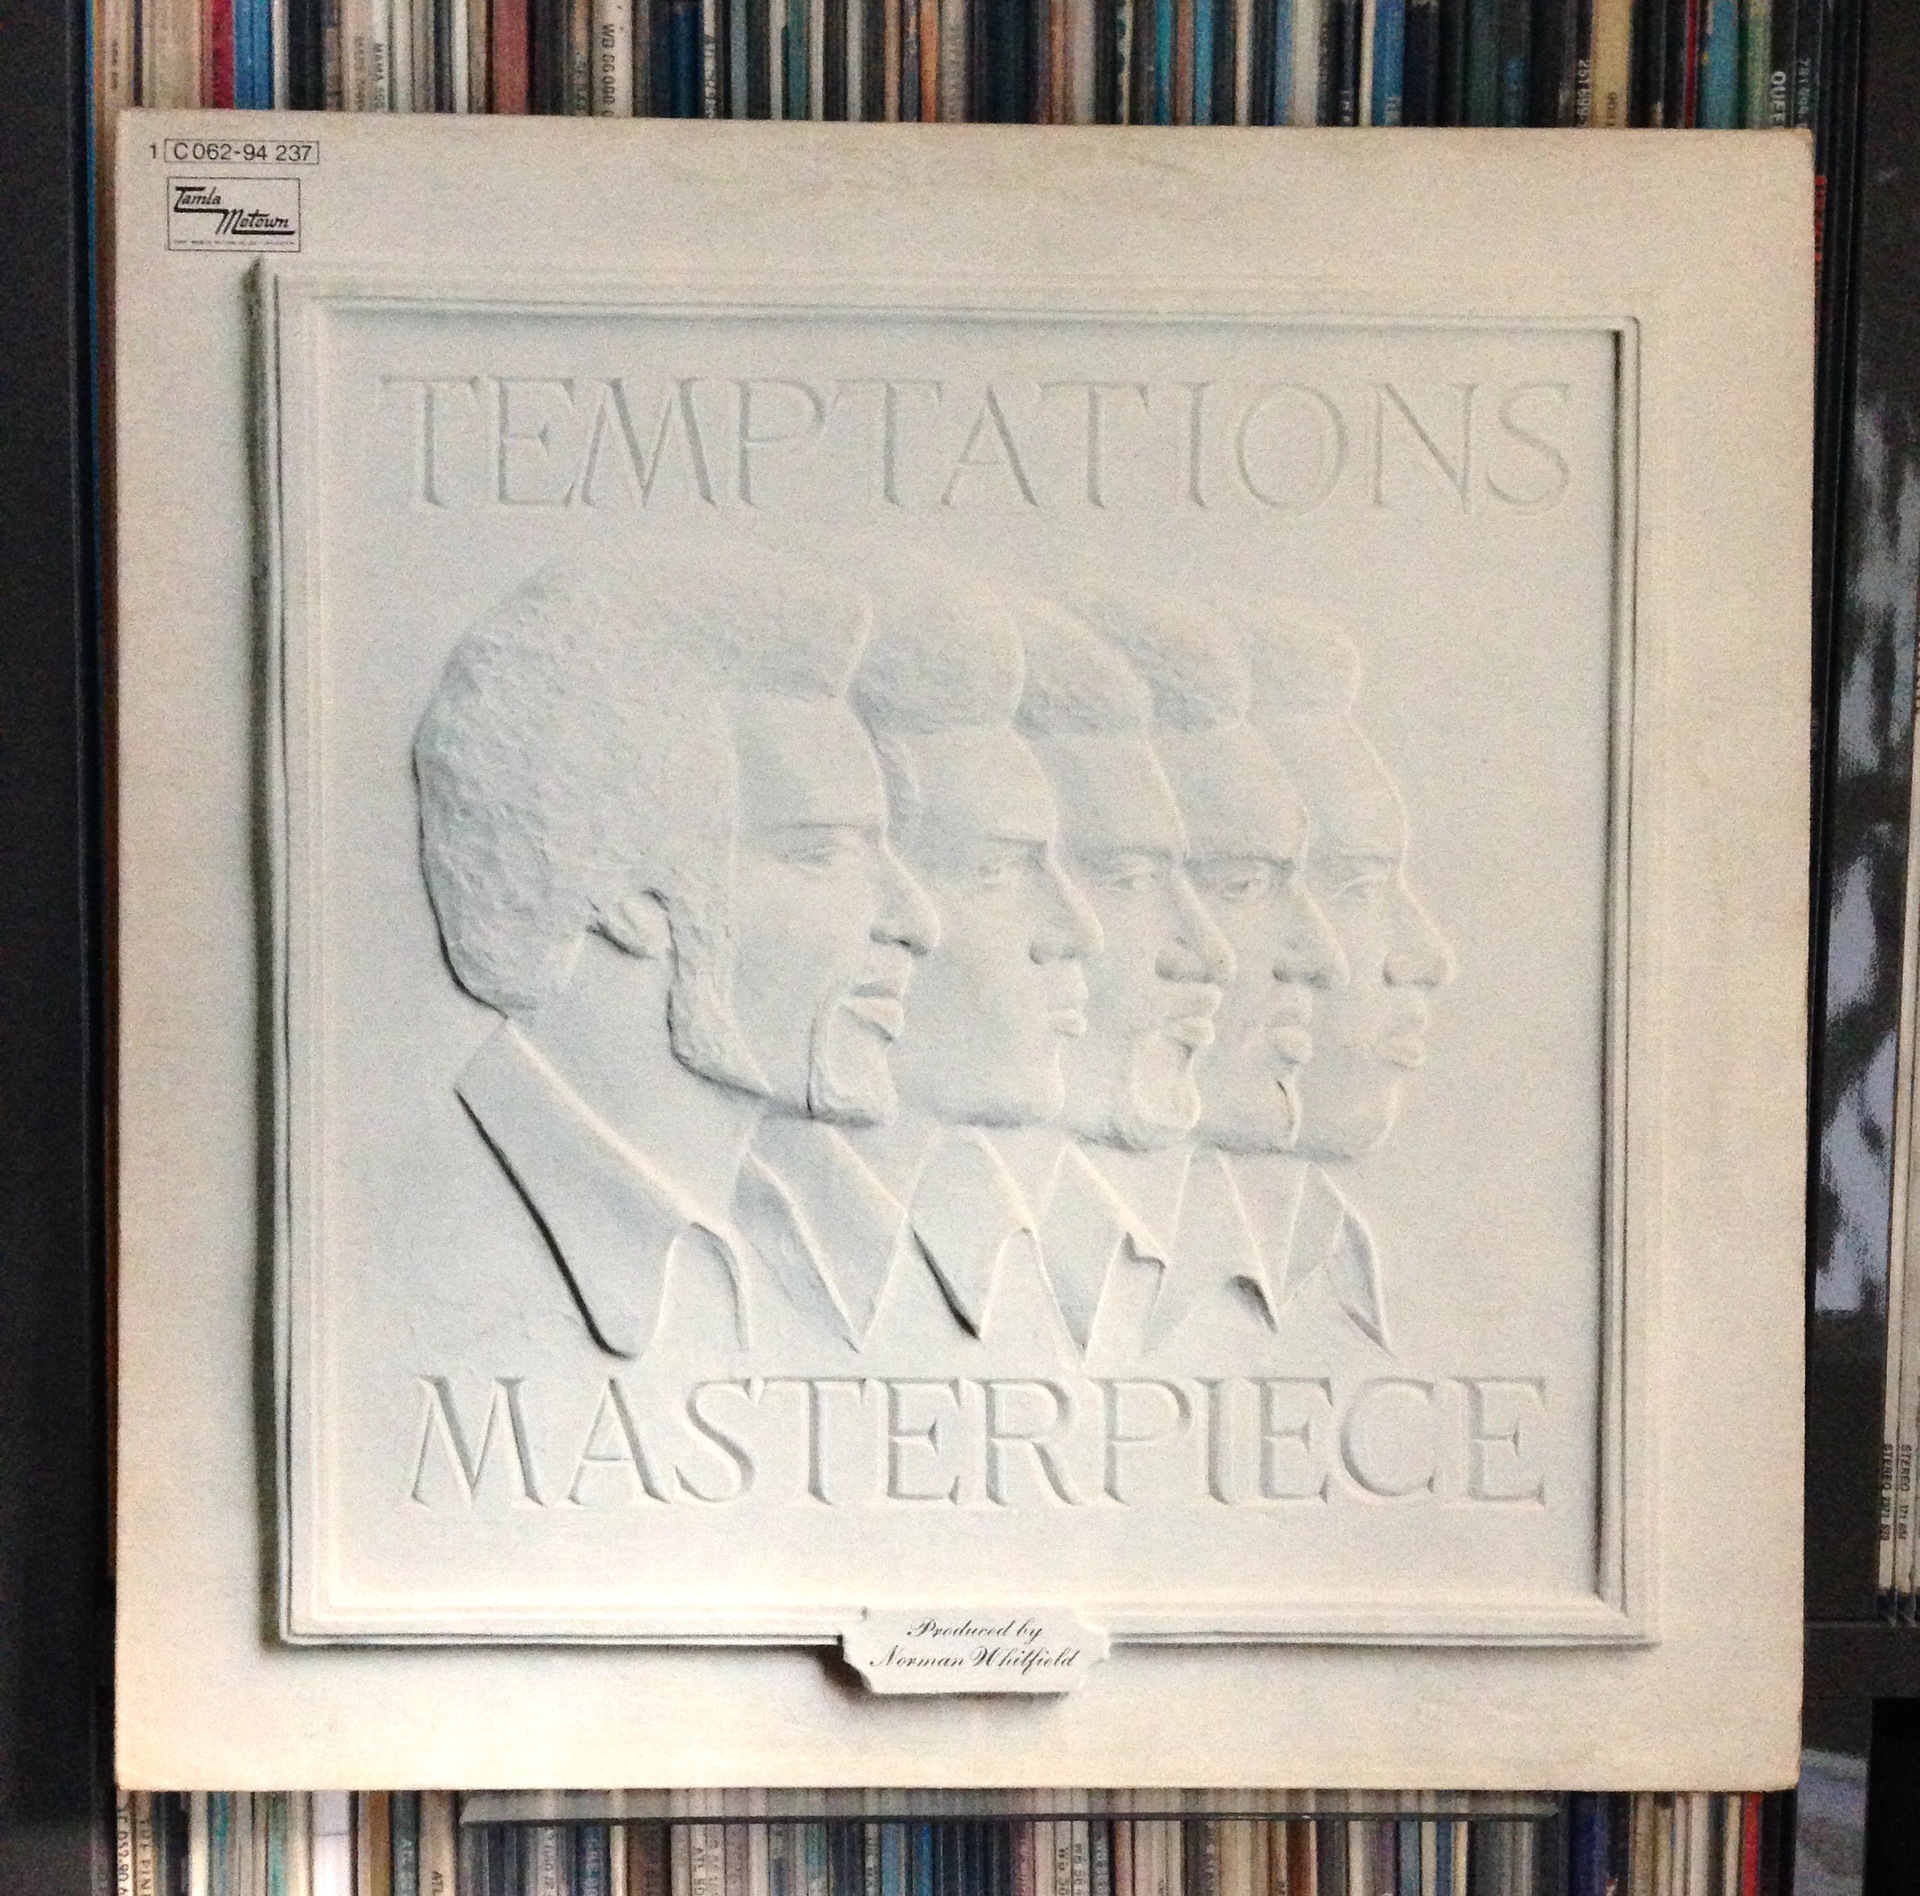 1 C 062-94 237
Tamla
Motown
TEMPTATIONS
MASTERPIECE
Produced by
Norman Whitfield